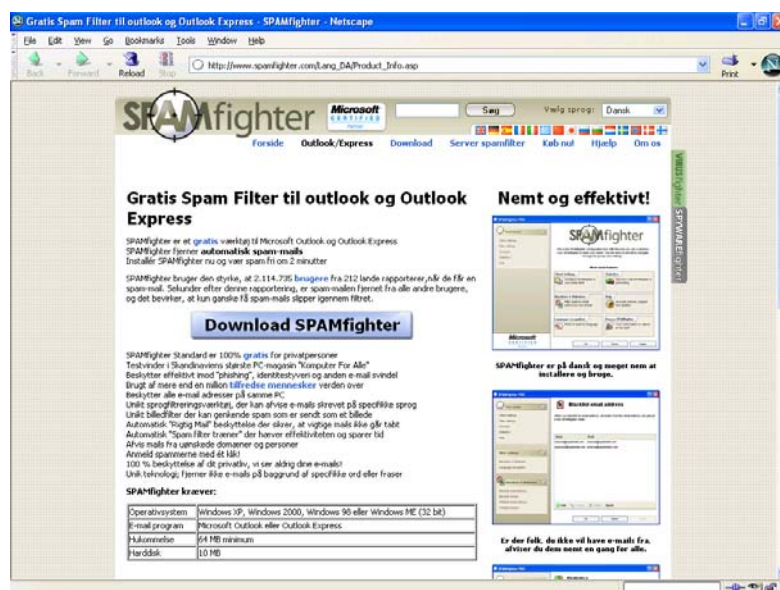 Gratis Spam Filter til outlook og Outlook Express - SPAMfighter - Netscape
File Edit View Go Bookmarks Tools Window Help
Back Forward Reload Stop http://www.spamfighter.com/Lang_DA/Product_Info.asp Print
SPAMfighter Microsoft CERTIFIED Partner Søg Vælg sprog: Dansk
Forside Outlook/Express Download Server spamfilter Køb nu! Hjælp Om os
VIRUSfighter SPYWAREfighter
Gratis Spam Filter til outlook og Outlook
Express
SPAMfighter er et gratis værktøj til Microsoft Outlook og Outlook Express
SPAMfighter fjerner automatisk spam-mails
Installér SPAMfighter nu og vær spam fri om 2 minutter
SPAMfighter bruger den styrke, at 2.114.735 brugere fra 212 lande rapporterer,når de får en
spam-mail. Sekunder efter denne rapportering, er spam-mailen fjernet fra alle andre brugere,
og det bevirker, at kun ganske få spam-mails slipper igennem filtret.
Download SPAMfighter
SPAMfighter Standard er 100% gratis for privatpersoner
Testvinder i Skandinaviens største PC-magasin "Komputer For Alle"
Beskytter effektivt imod "phishing", identitestyveri og anden e-mail svindel
Brugt af mere end en million tilfredse mennesker verden over
Beskytter alle e-mail adresser på samme PC
Unikt sprogfiltreringsværktøj, der kan afvise e-mails skrevet på specifikke sprog
Unikt billedfilter der kan genkende spam som er sendt som et billede
Automatisk "Rigtig Mail" beskyttelse der sikrer, at vigtige mails ikke går tabt
Automatisk "Spam filter træner" der hæver effektiviteten og sparer tid
Afvis mails fra uønskede domæner og personer
Anmeld spammerne med ét klik!
100 % beskyttelse af dit privatliv, vi ser aldrig dine e-mails!
Unik teknologi; fjerner ikke e-mails på baggrund af specifikke ord eller fraser
SPAMfighter kræver:
Operativsystem Windows XP, Windows 2000, Windows 98 eller Windows ME (32 bit)
E-mail program Microsoft Outlook eller Outlook Express
Hukommelse 64 MB minimum
Harddisk 10 MB
Nemt og effektivt!
SPAMfighter
Microsoft
SPAMfighter er på dansk og meget nem at
installere og bruge.
Blacklist email address
Er der folk, du ikke vil have e-mails fra,
afviser du dem nemt en gang for alle.